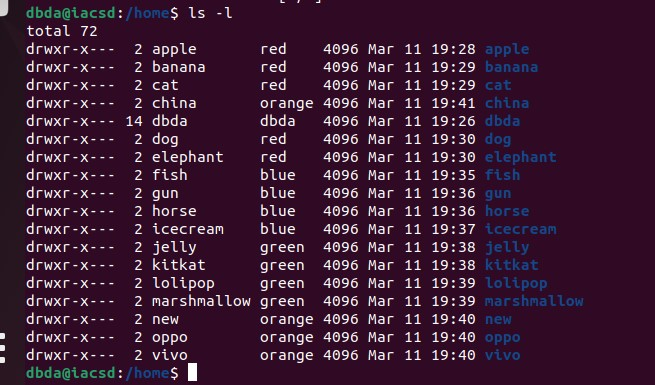 dbda@iacsd:/home$ ls -l
total 72
drwxr-x---  2 apple       red    4096 Mar 11 19:28 apple
drwxr-x---  2 banana      red    4096 Mar 11 19:29 banana
drwxr-x---  2 cat         red    4096 Mar 11 19:29 cat
drwxr-x---  2 china       orange 4096 Mar 11 19:41 china
drwxr-x--- 14 dbda        dbda   4096 Mar 11 19:26 dbda
drwxr-x---  2 dog         red    4096 Mar 11 19:30 dog
drwxr-x---  2 elephant    red    4096 Mar 11 19:30 elephant
drwxr-x---  2 fish        blue   4096 Mar 11 19:35 fish
drwxr-x---  2 gun         blue   4096 Mar 11 19:36 gun
drwxr-x---  2 horse       blue   4096 Mar 11 19:36 horse
drwxr-x---  2 icecream    blue   4096 Mar 11 19:37 icecream
drwxr-x---  2 jelly       green  4096 Mar 11 19:38 jelly
drwxr-x---  2 kitkat      green  4096 Mar 11 19:38 kitkat
drwxr-x---  2 lolipop     green  4096 Mar 11 19:39 lolipop
drwxr-x---  2 marshmallow green  4096 Mar 11 19:39 marshmallow
drwxr-x---  2 new         orange 4096 Mar 11 19:40 new
drwxr-x---  2 oppo        orange 4096 Mar 11 19:40 oppo
drwxr-x---  2 vivo        orange 4096 Mar 11 19:40 vivo
dbda@iacsd:/home$